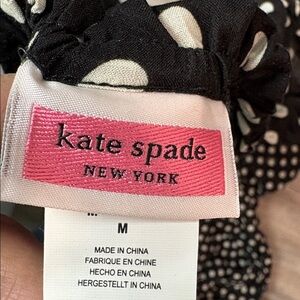 kate spade
NEW YORK
M
MADE IN CHINA
FABRIQUE EN CHINE
HECHO EN CHINA
HERGESTELLT IN CHINA